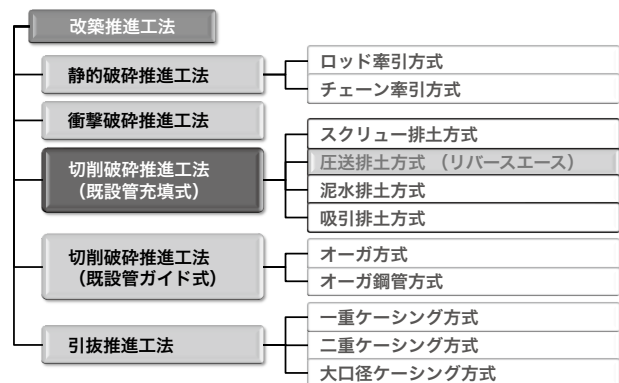 改築推進工法
静的破砕推進工法
ロッド牽引方式
チェーン牽引方式
衝撃破砕推進工法
切削破砕推進工法
（既設管充填式）
スクリュー排土方式
圧送排土方式 （リバースエース）
泥水排土方式
吸引排土方式
切削破砕推進工法
（既設管ガイド式）
オーガ方式
オーガ鋼管方式
引抜推進工法
一重ケーシング方式
二重ケーシング方式
大口径ケーシング方式